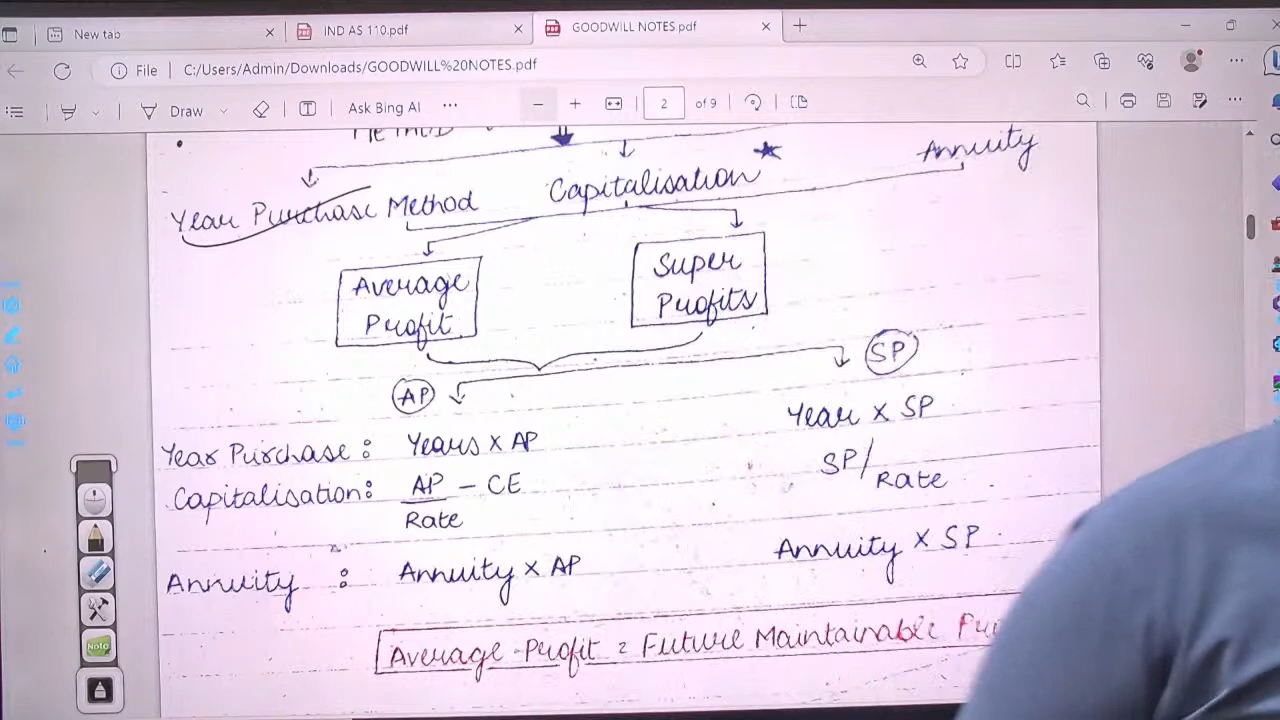 New tab
IND AS 110.pdf
GOODWILL NOTES.pdf
File
C:/Users/Admin/Downloads/GOODWILL%20NOTES.pdf
Draw
Ask Bing AI
2 of 9
METHOD
Year Purchase Method
Capitalisation
Annuity
Average
Profit
Super
Profits
AP
SP
Year Purchase: Years × AP
Year × SP
Capitalisation: AP/Rate - CE
SP/Rate
Annuity : Annuity × AP
Annuity × SP
Average Profit = Future Maintainable
Note